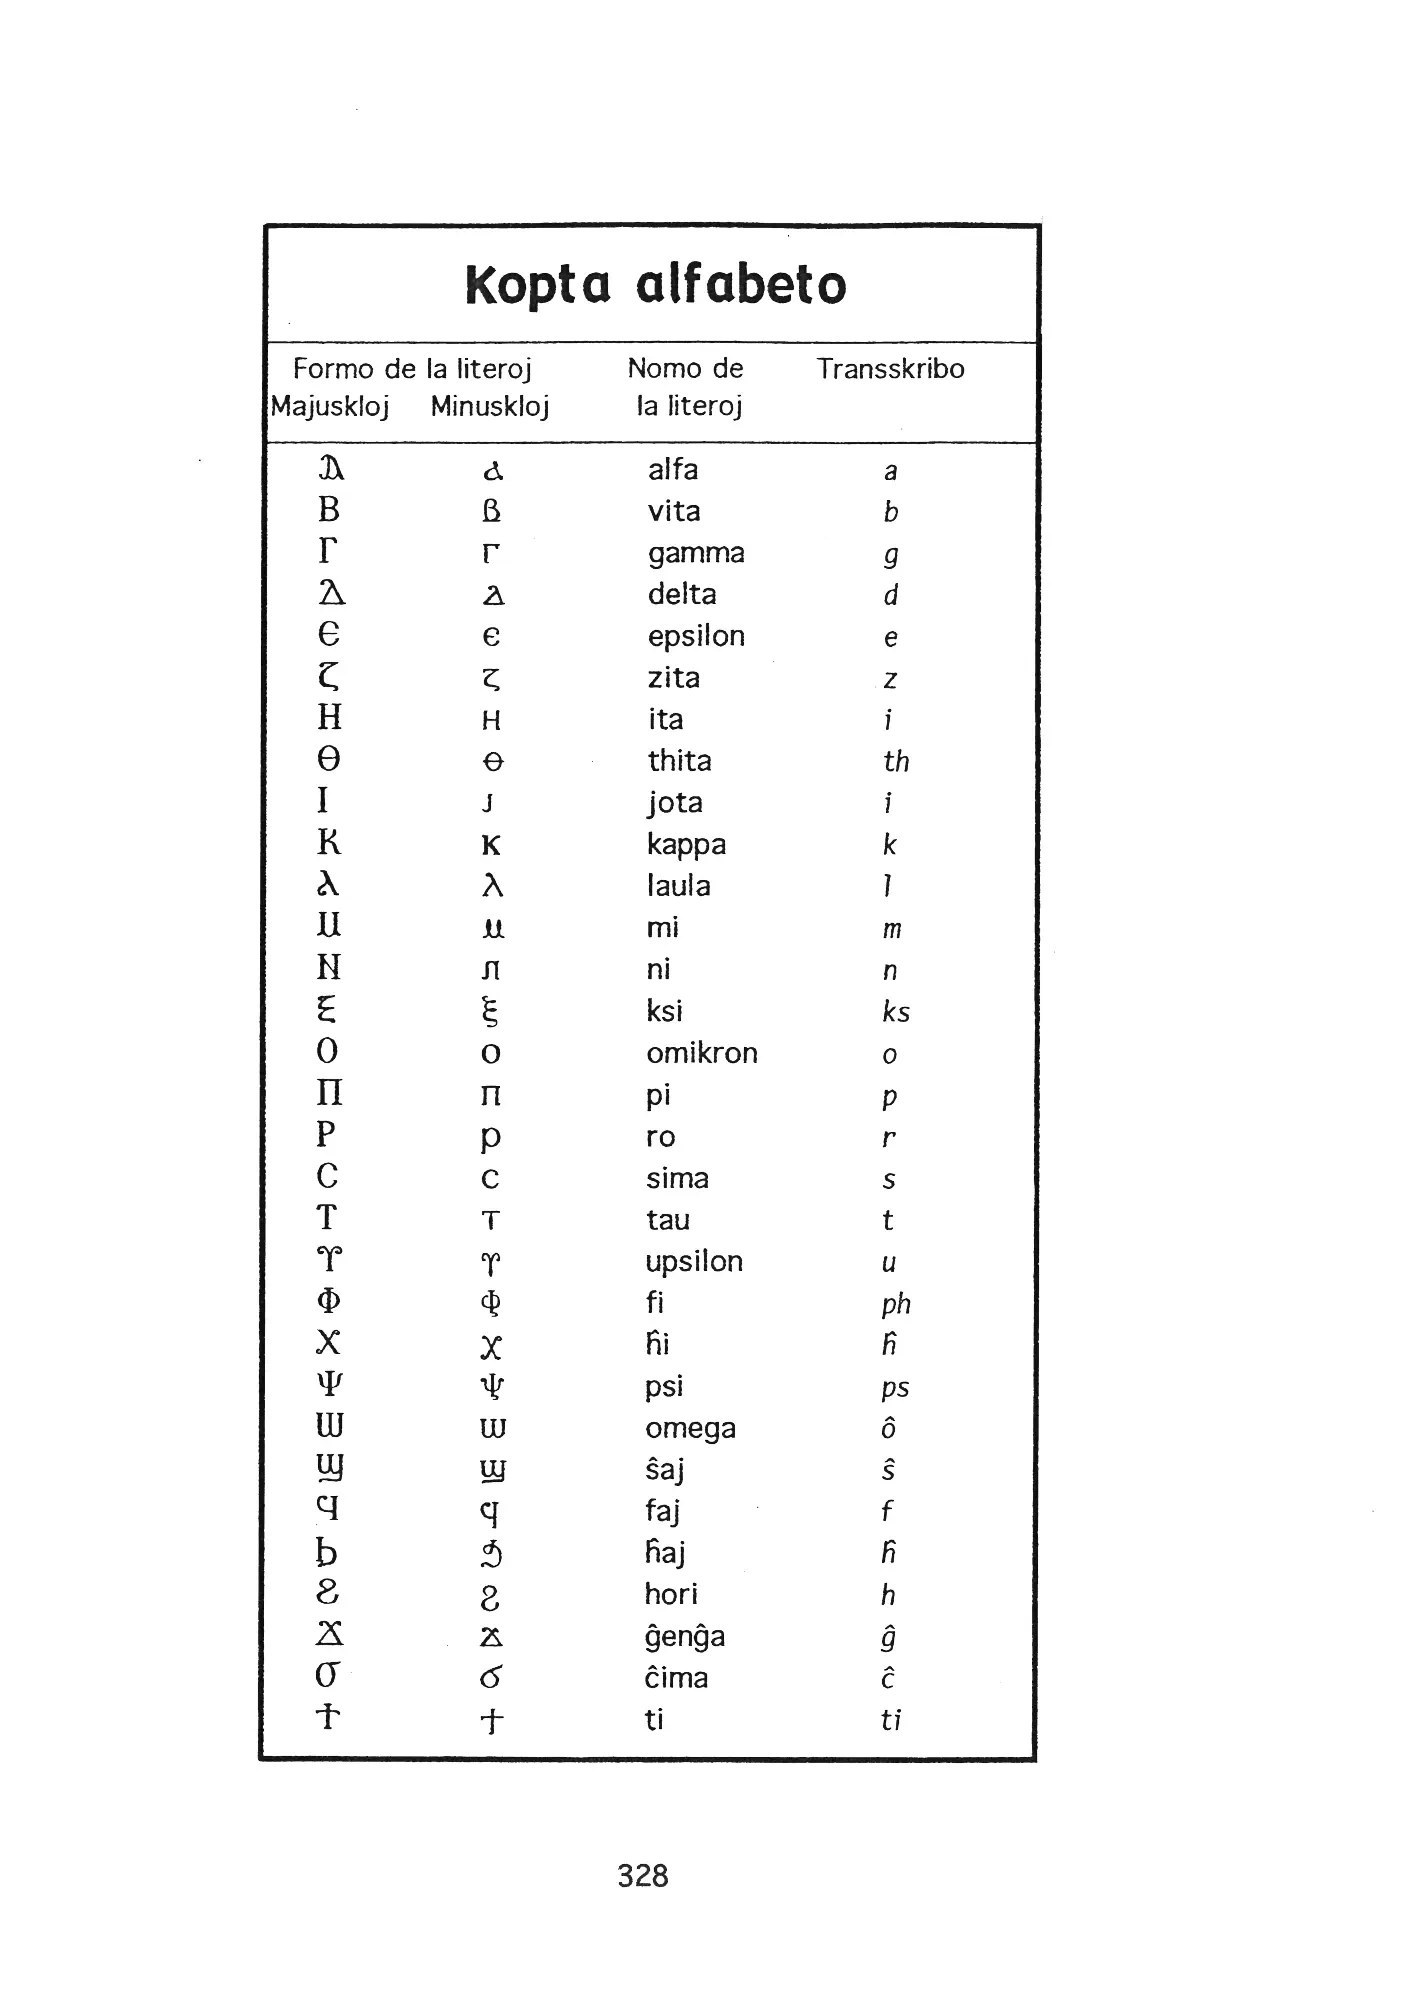 Kopta alfabeto
Formo de la literoj Nomo de Transskribo
Majuskloj Minuskloj la literoj
Ⲁ ⲁ alfa a
Ⲃ ⲃ vita b
Ⲅ ⲅ gamma g
Ⲇ ⲇ delta d
Ⲉ ⲉ epsilon e
Ⲍ ⲍ zita z
Ⲏ ⲏ ita i
Ⲑ ⲑ thita th
Ⲓ ⲓ jota i
Ⲕ ⲕ kappa k
Ⲗ ⲗ laula l
Ⲙ ⲙ mi m
Ⲛ ⲛ ni n
Ⲝ ⲝ ksi ks
Ⲟ ⲟ omikron o
Ⲡ ⲡ pi p
Ⲣ ⲣ ro r
Ⲥ ⲥ sima s
Ⲧ ⲧ tau t
Ⲩ ⲩ upsilon u
Ⲫ ⲫ fi ph
Ⲭ ⲭ ĥi ĥ
Ⲯ ⲯ psi ps
Ⲱ ⲱ omega ô
Ϣ ϣ ŝaj ŝ
Ϥ ϥ faj f
Ϧ ϧ ĥaj ĥ
Ϩ ϩ hori h
Ϫ ϫ ĝenĝa ĝ
Ϭ ϭ ĉima ĉ
Ϯ ϯ ti ti
328